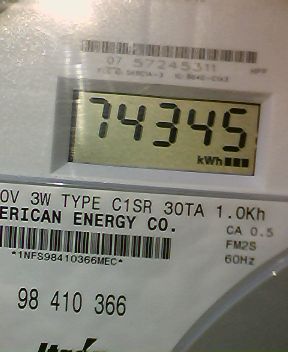 07 57245311
74345
kWh
0V 3W TYPE C1SR 30TA 1.0Kh
ERICAN ENERGY CO.
CA 0.5
FM2S
*1NFS98410366MEC*
60Hz
98 410 366